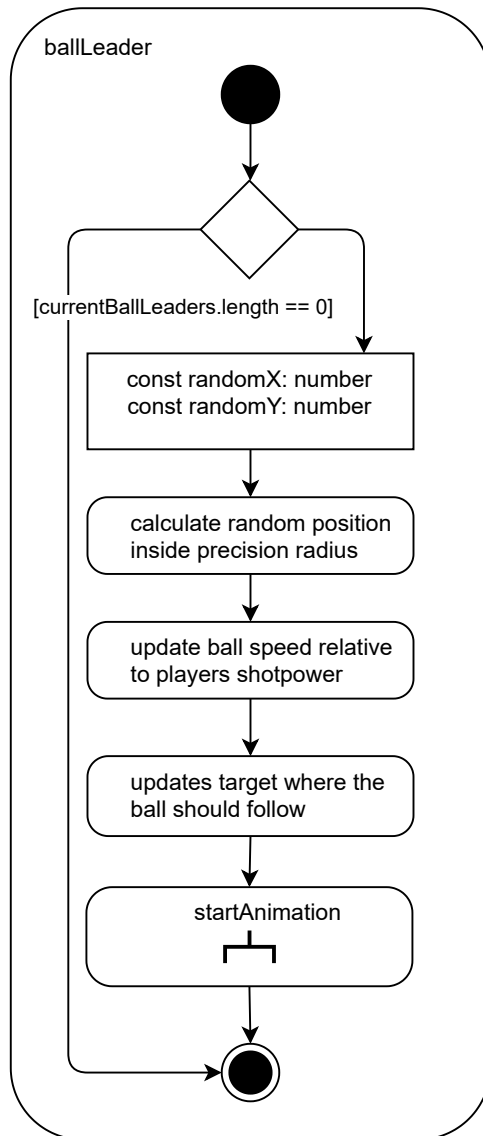 ballLeader
[currentBallLeaders.length == 0]
const randomX: number
const randomY: number
calculate random position
inside precision radius
update ball speed relative
to players shotpower
updates target where the
ball should follow
startAnimation